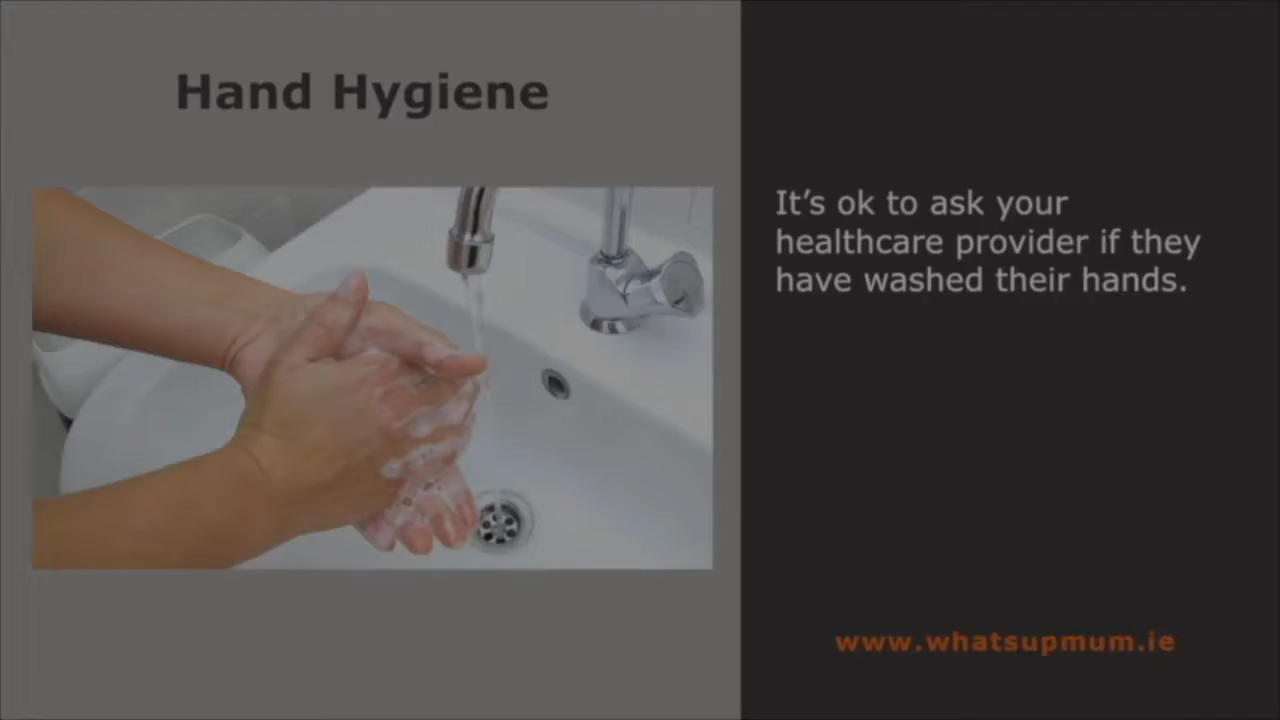 Hand Hygiene
It’s ok to ask your
healthcare provider if they
have washed their hands.
www.whatsupmum.ie